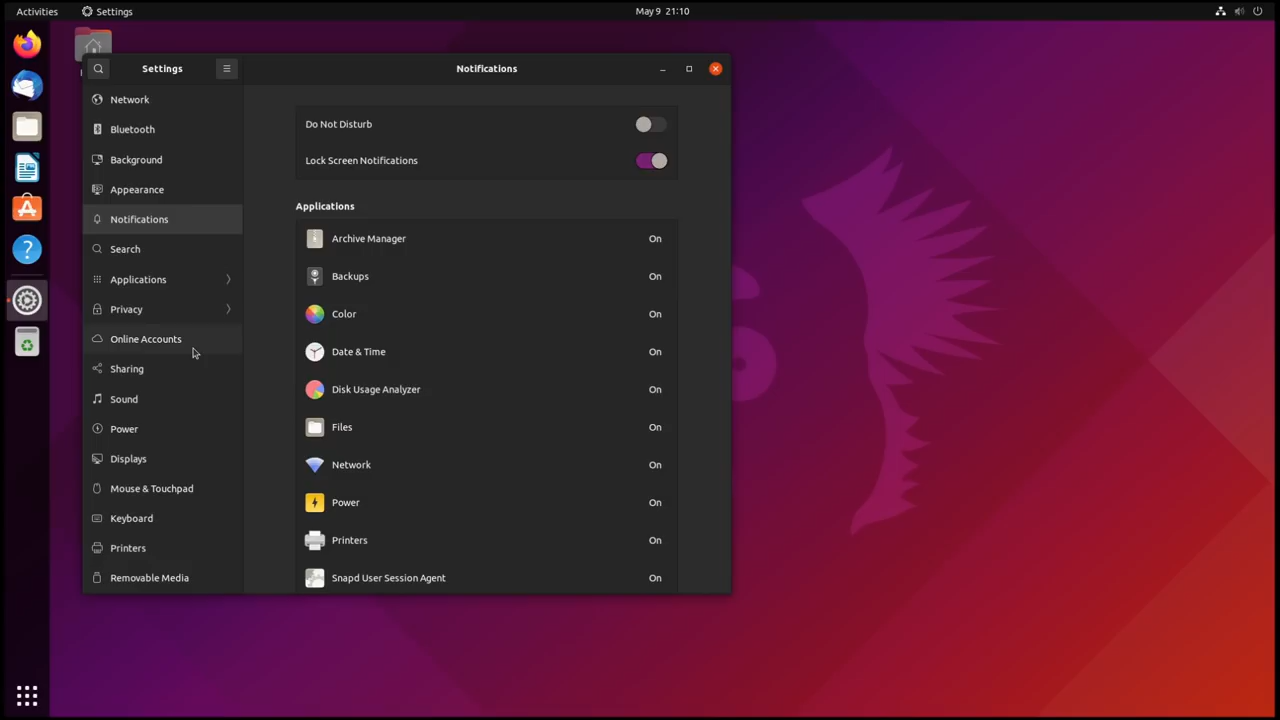 Activities
Settings
May 9 21:10
Settings
Notifications
Network
Bluetooth
Background
Appearance
Notifications
Search
Applications
Privacy
Online Accounts
Sharing
Sound
Power
Displays
Mouse & Touchpad
Keyboard
Printers
Removable Media
Do Not Disturb
Lock Screen Notifications
Applications
Archive Manager On
Backups On
Color On
Date & Time On
Disk Usage Analyzer On
Files On
Network On
Power On
Printers On
Snapd User Session Agent On